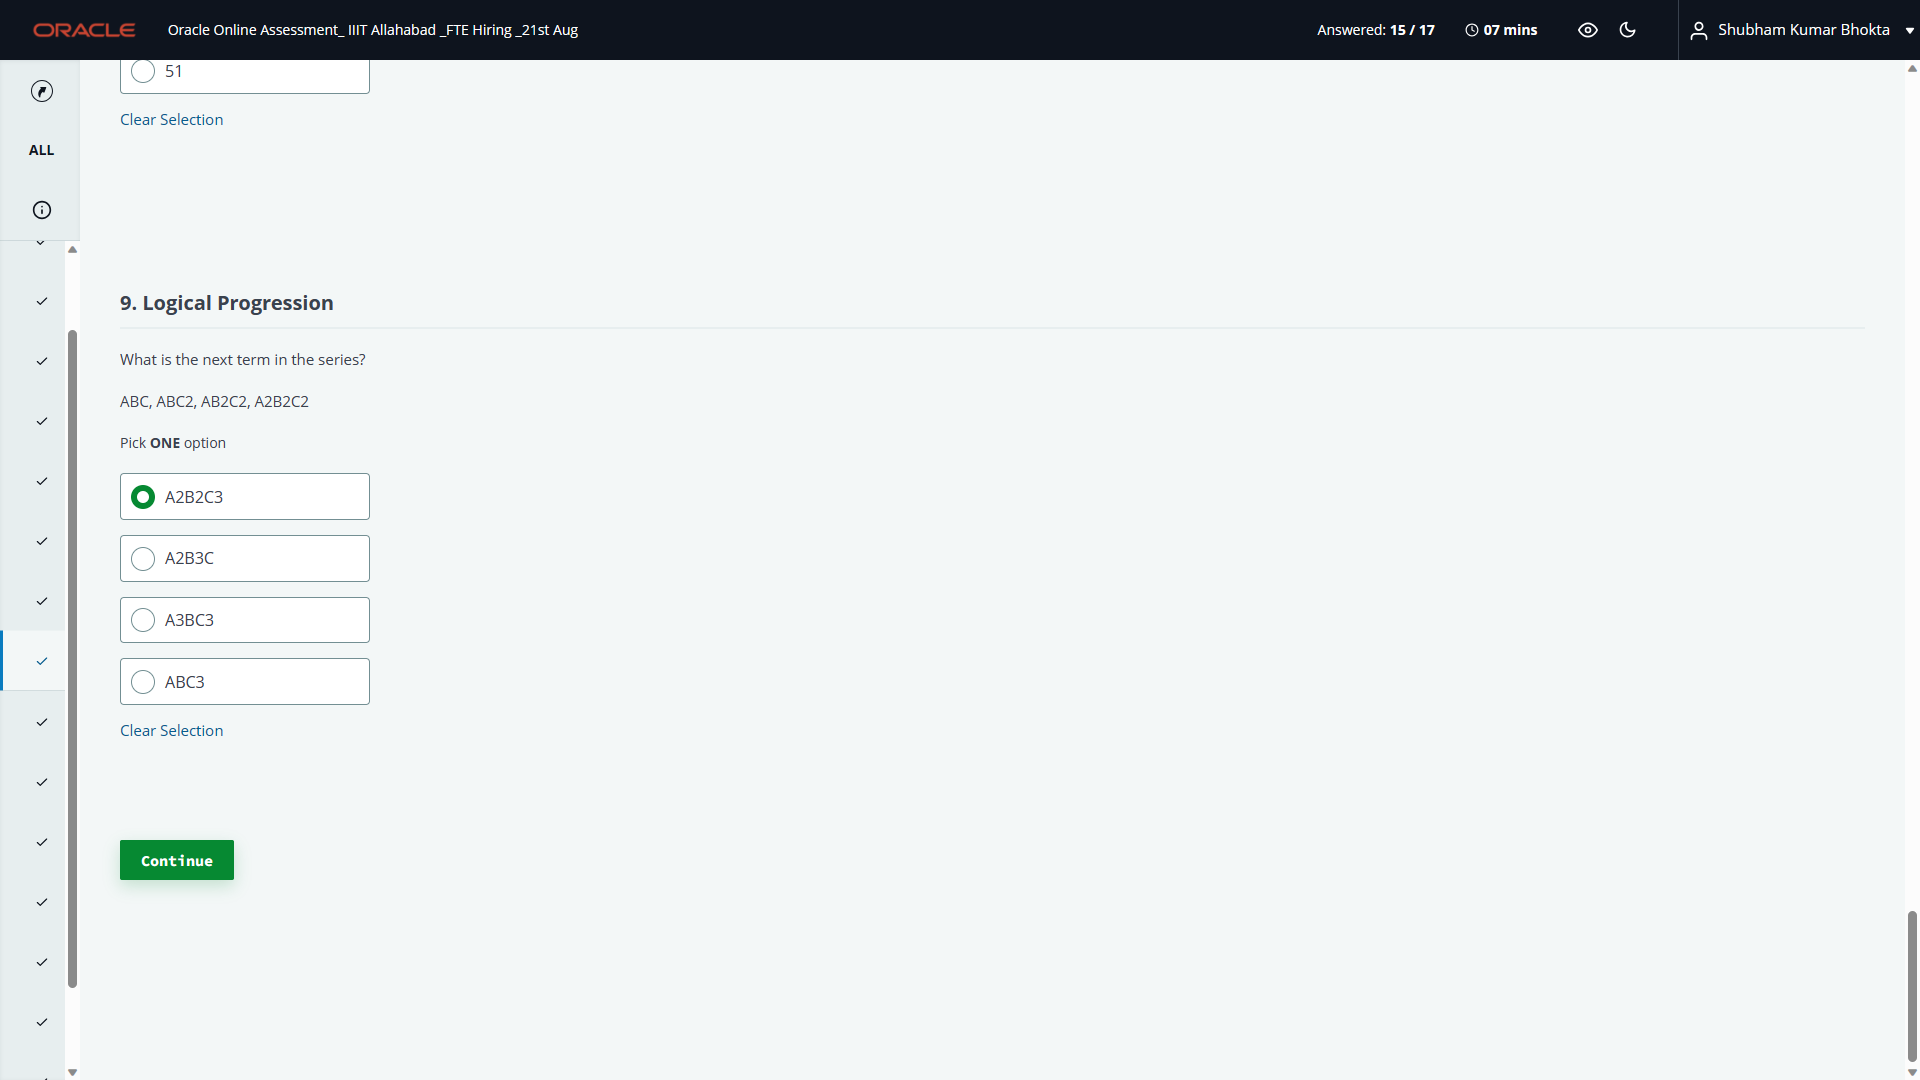 ORACLE
Oracle Online Assessment_ IIIT Allahabad _FTE Hiring _21st Aug
Answered: 15 / 17
07 mins
Shubham Kumar Bhokta
ALL
51
Clear Selection
9. Logical Progression
What is the next term in the series?
ABC, ABC2, AB2C2, A2B2C2
Pick ONE option
A2B2C3
A2B3C
A3BC3
ABC3
Clear Selection
Continue